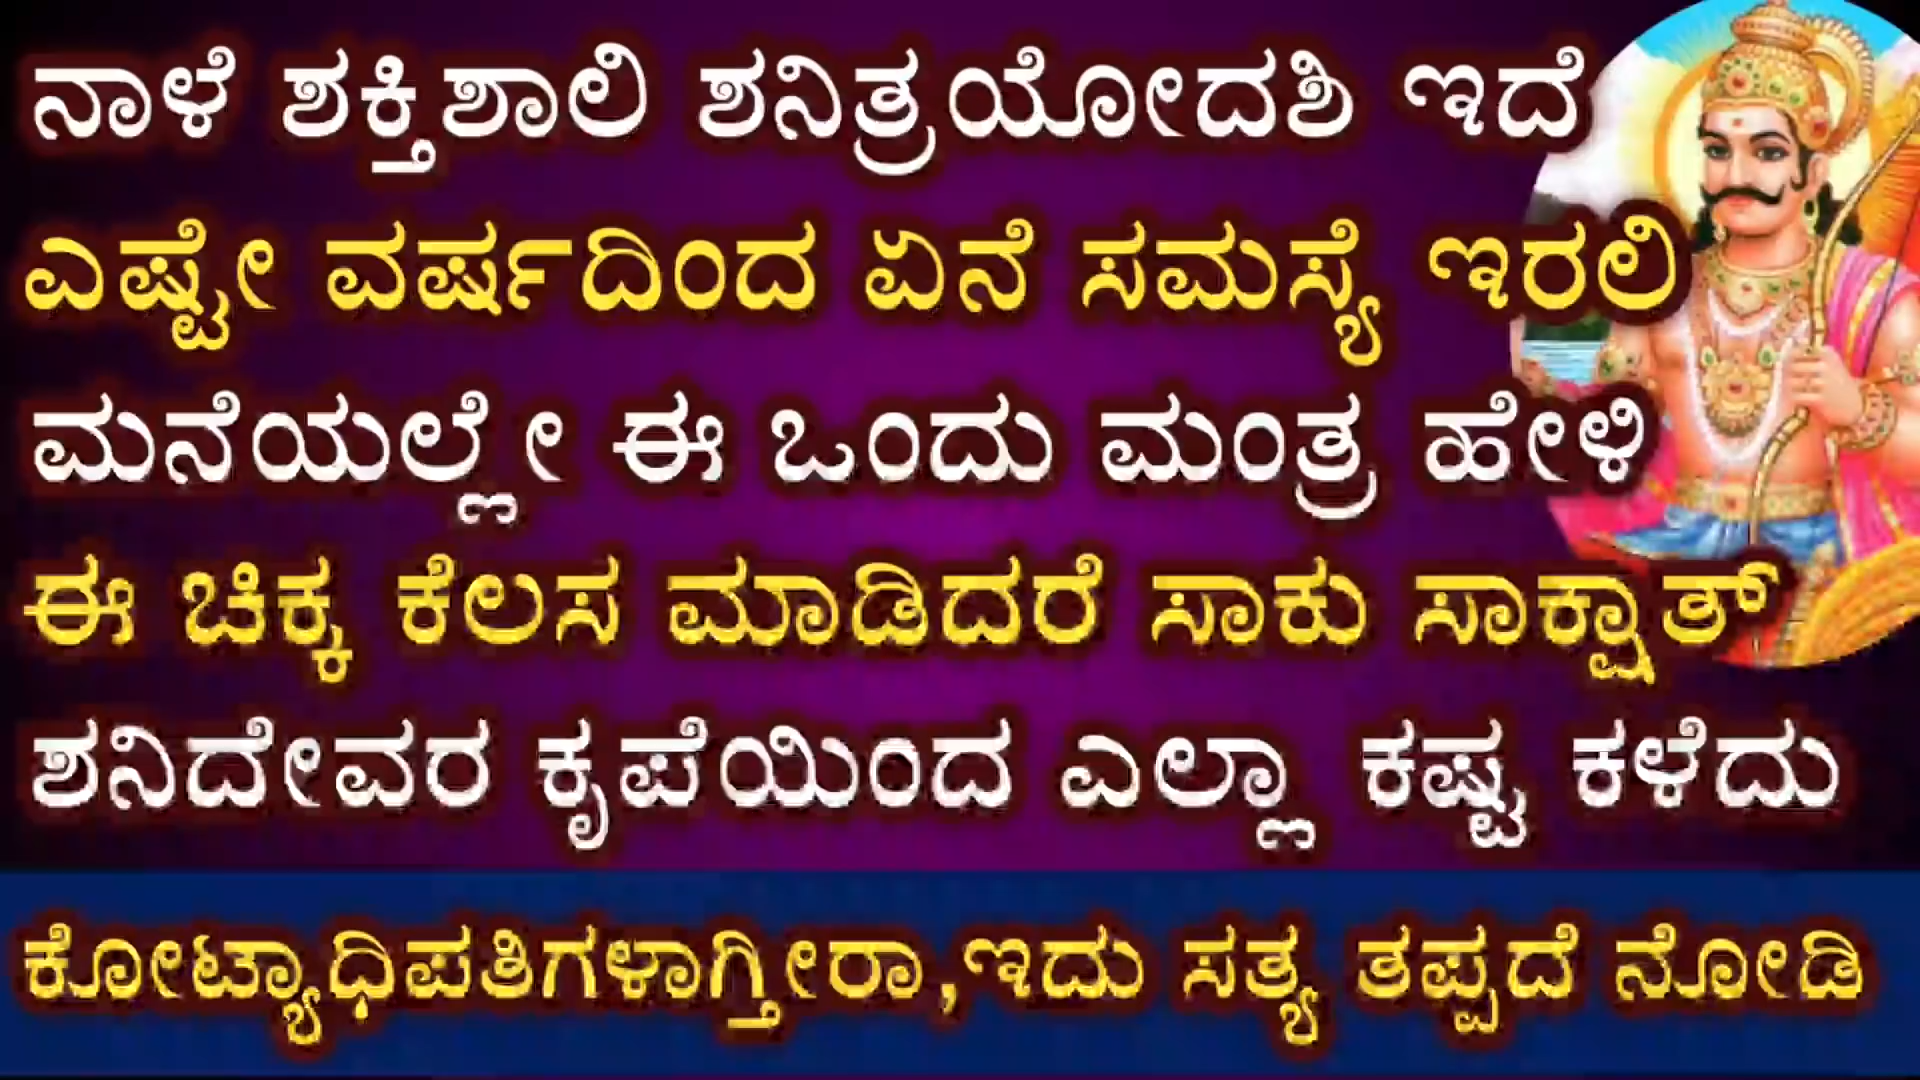 ನಾಳೆ ಶಕ್ತಿಶಾಲಿ ಶನಿತ್ರಯೋದಶಿ ಇದೆ
ಎಷ್ಟೇ ವರ್ಷದಿಂದ ಏನೆ ಸಮಸ್ಯೆ ಇರಲಿ
ಮನೆಯಲ್ಲೇ ಈ ಒಂದು ಮಂತ್ರ ಹೇಳಿ
ಈ ಚಿಕ್ಕ ಕೆಲಸ ಮಾಡಿದರೆ ಸಾಕು ಸಾಕ್ಷಾತ್
ಶನಿದೇವರ ಕೃಪೆಯಿಂದ ಎಲ್ಲಾ ಕಷ್ಟ ಕಳೆದು
ಕೋಟ್ಯಾಧಿಪತಿಗಳಾಗ್ತೀರಾ,ಇದು ಸತ್ಯ ತಪ್ಪದೆ ನೋಡಿ